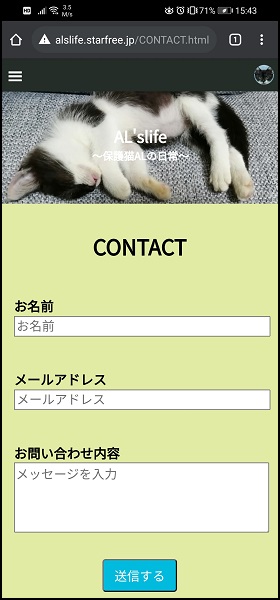 HD
3.5
M/s
71%
15:43
alslife.starfree.jp/CONTACT.html
1
AL'slife
～保護猫ALの日常～
CONTACT
お名前
お名前
メールアドレス
メールアドレス
お問い合わせ内容
メッセージを入力
送信する